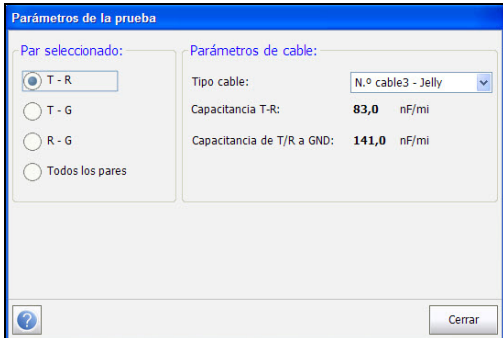 Parámetros de la prueba
Par seleccionado:
T - R
T - G
R - G
Todos los pares
Parámetros de cable:
Tipo cable: N.º cable3 - Jelly
Capacitancia T-R: 83,0 nF/mi
Capacitancia de T/R a GND: 141,0 nF/mi
?
Cerrar